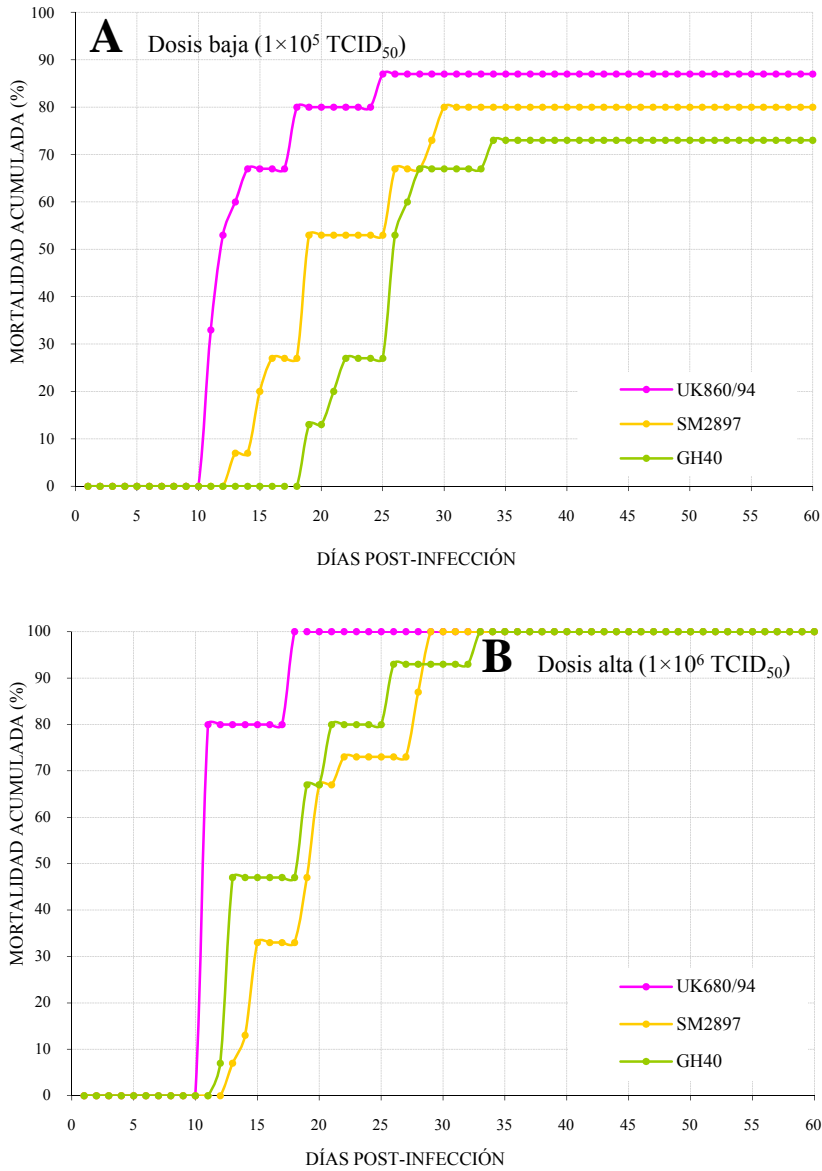 A Dosis baja (1×10⁵ TCID₅₀)
MORTALIDAD ACUMULADA (%)
100
90
80
70
60
50
40
30
20
10
0
UK860/94
SM2897
GH40
0 5 10 15 20 25 30 35 40 45 50 55 60
DÍAS POST-INFECCIÓN
B Dosis alta (1×10⁶ TCID₅₀)
MORTALIDAD ACUMULADA (%)
100
90
80
70
60
50
40
30
20
10
0
UK680/94
SM2897
GH40
0 5 10 15 20 25 30 35 40 45 50 55 60
DÍAS POST-INFECCIÓN